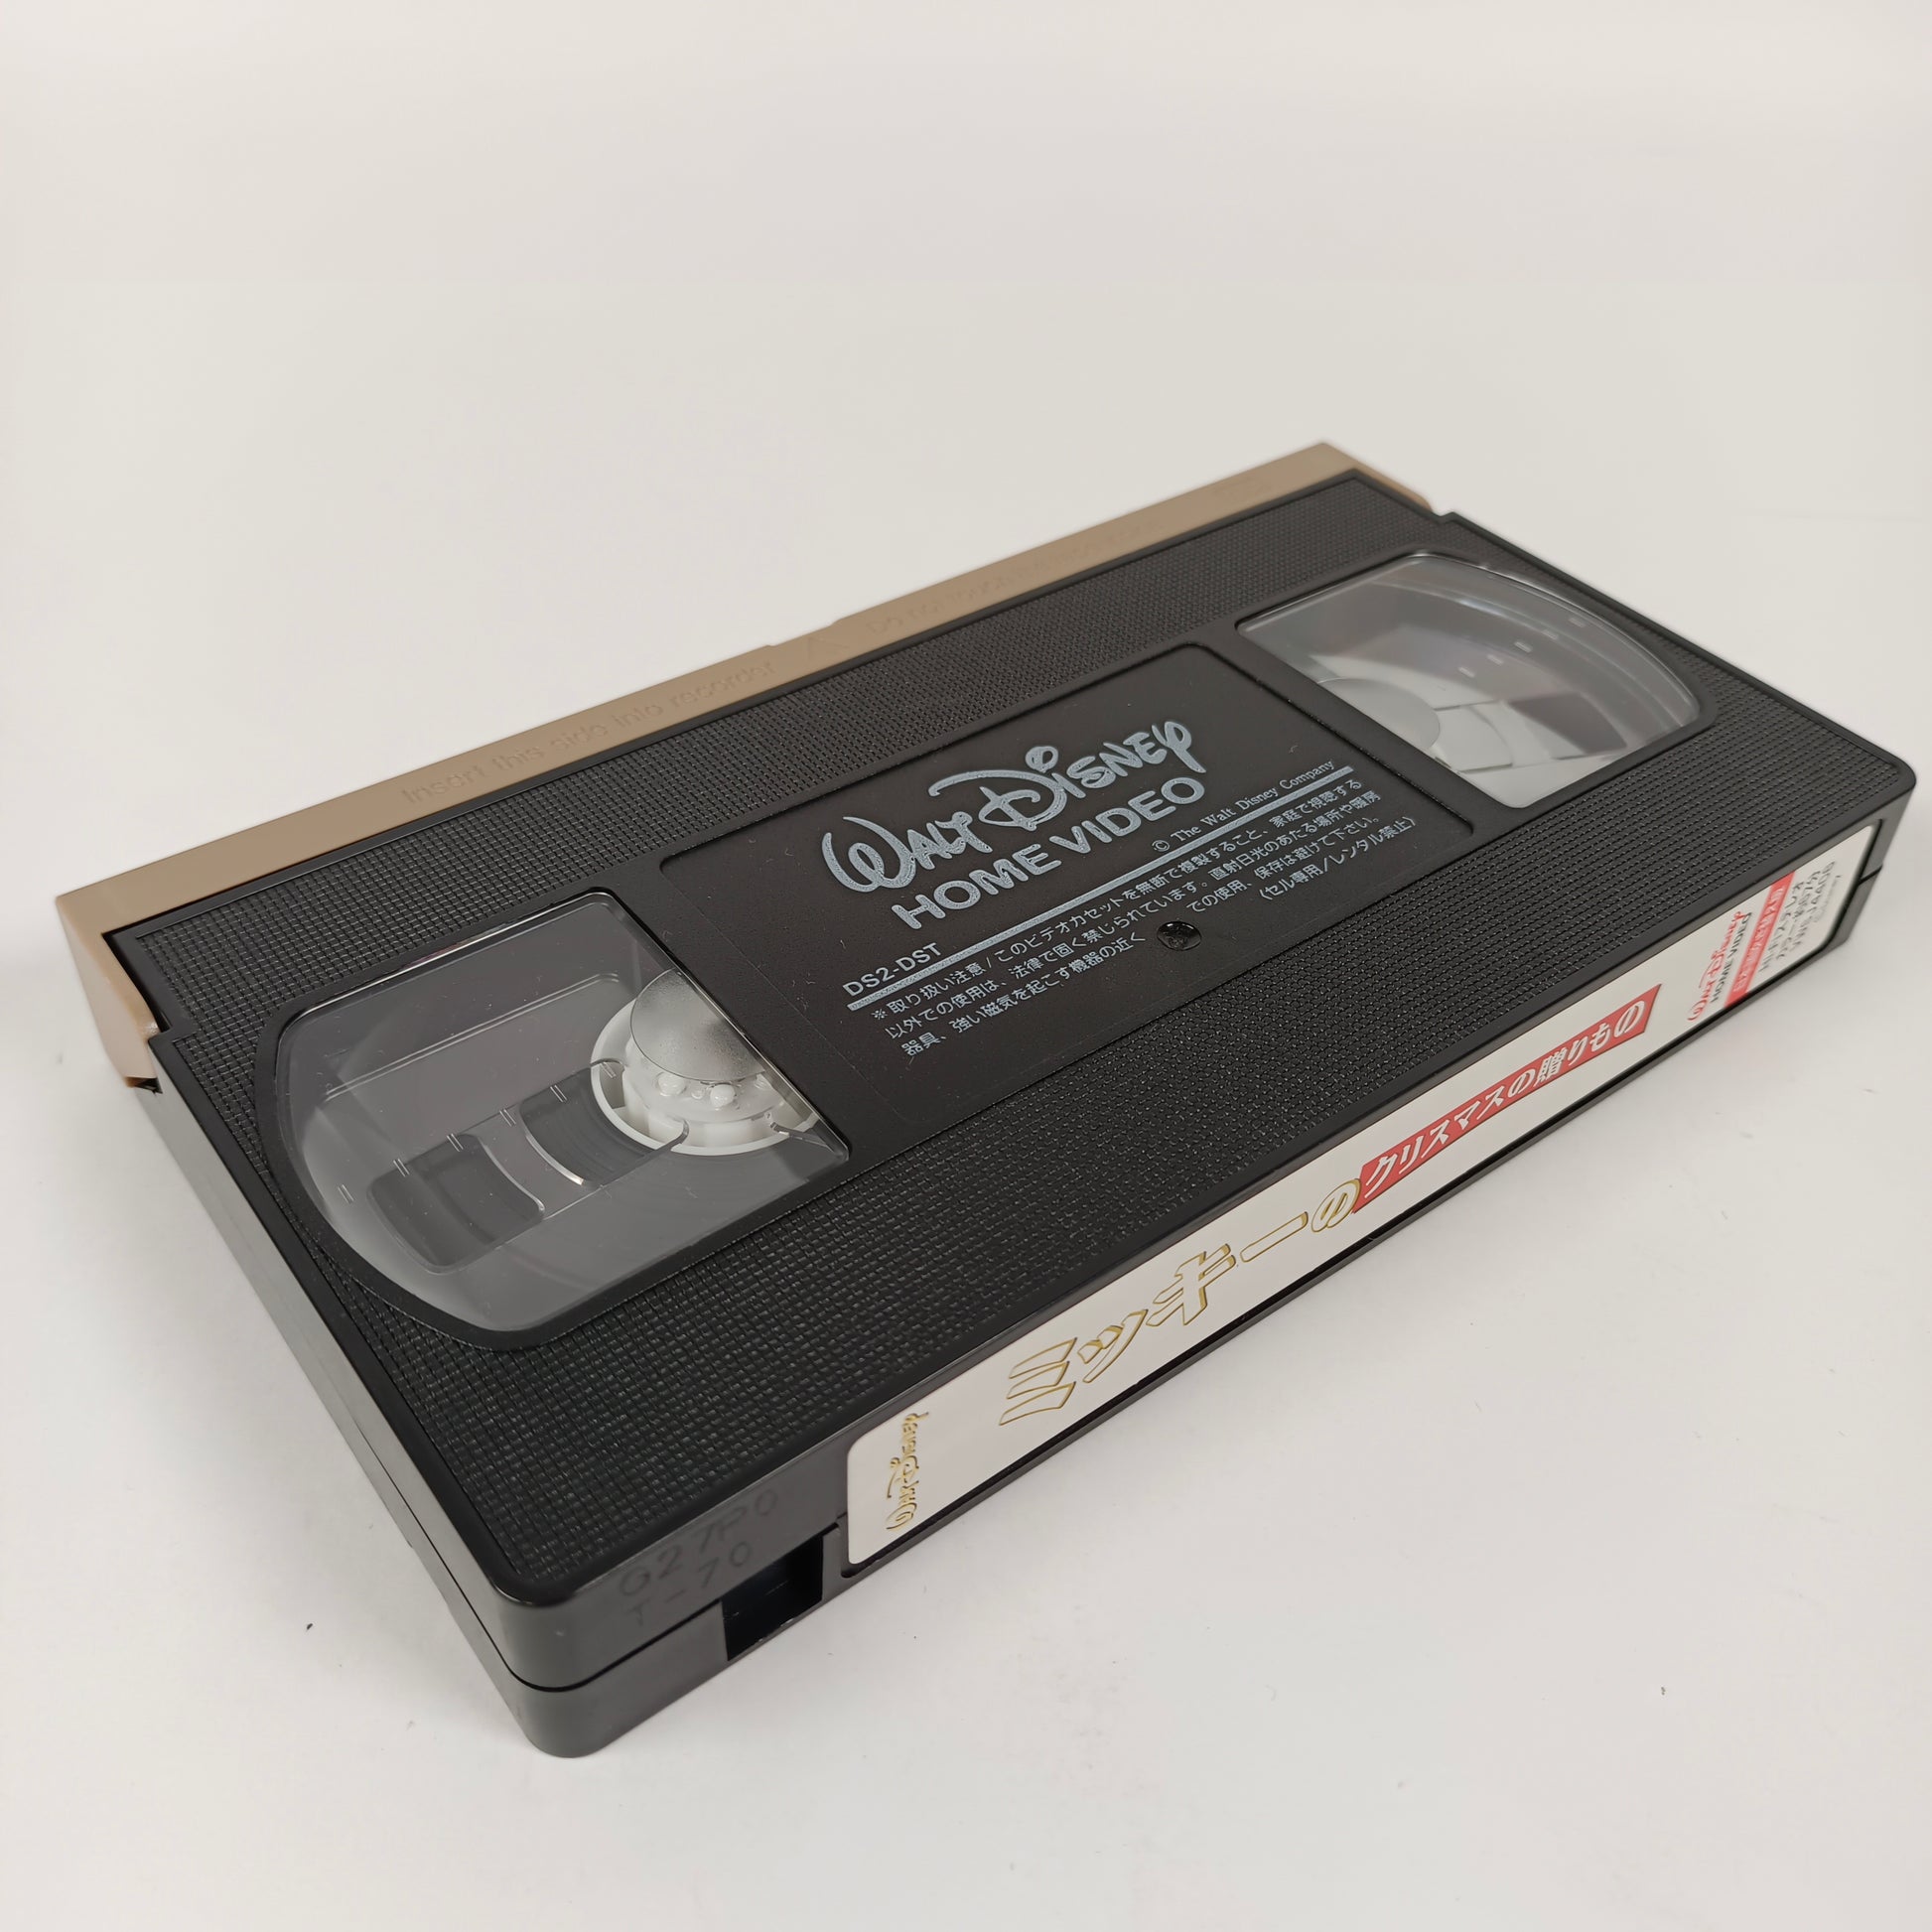 Insert this side into recorder
WALT DISNEY
HOME VIDEO
© The Walt Disney Company
DS2-DST
※取り扱い注意/このビデオカセットを無断で複製すること、家庭で視聴する
以外での使用は、法律で固く禁じられています。直射日光のあたる場所や暖房
器具、強い磁気を起こす機器の近く
での使用、保存は避けて下さい。
(セル専用/レンタル禁止)
WALT DISNEY
ミッキーの
クリスマスの贈りもの
WALT DISNEY
HOME VIDEO
日本語吹替版
T-70